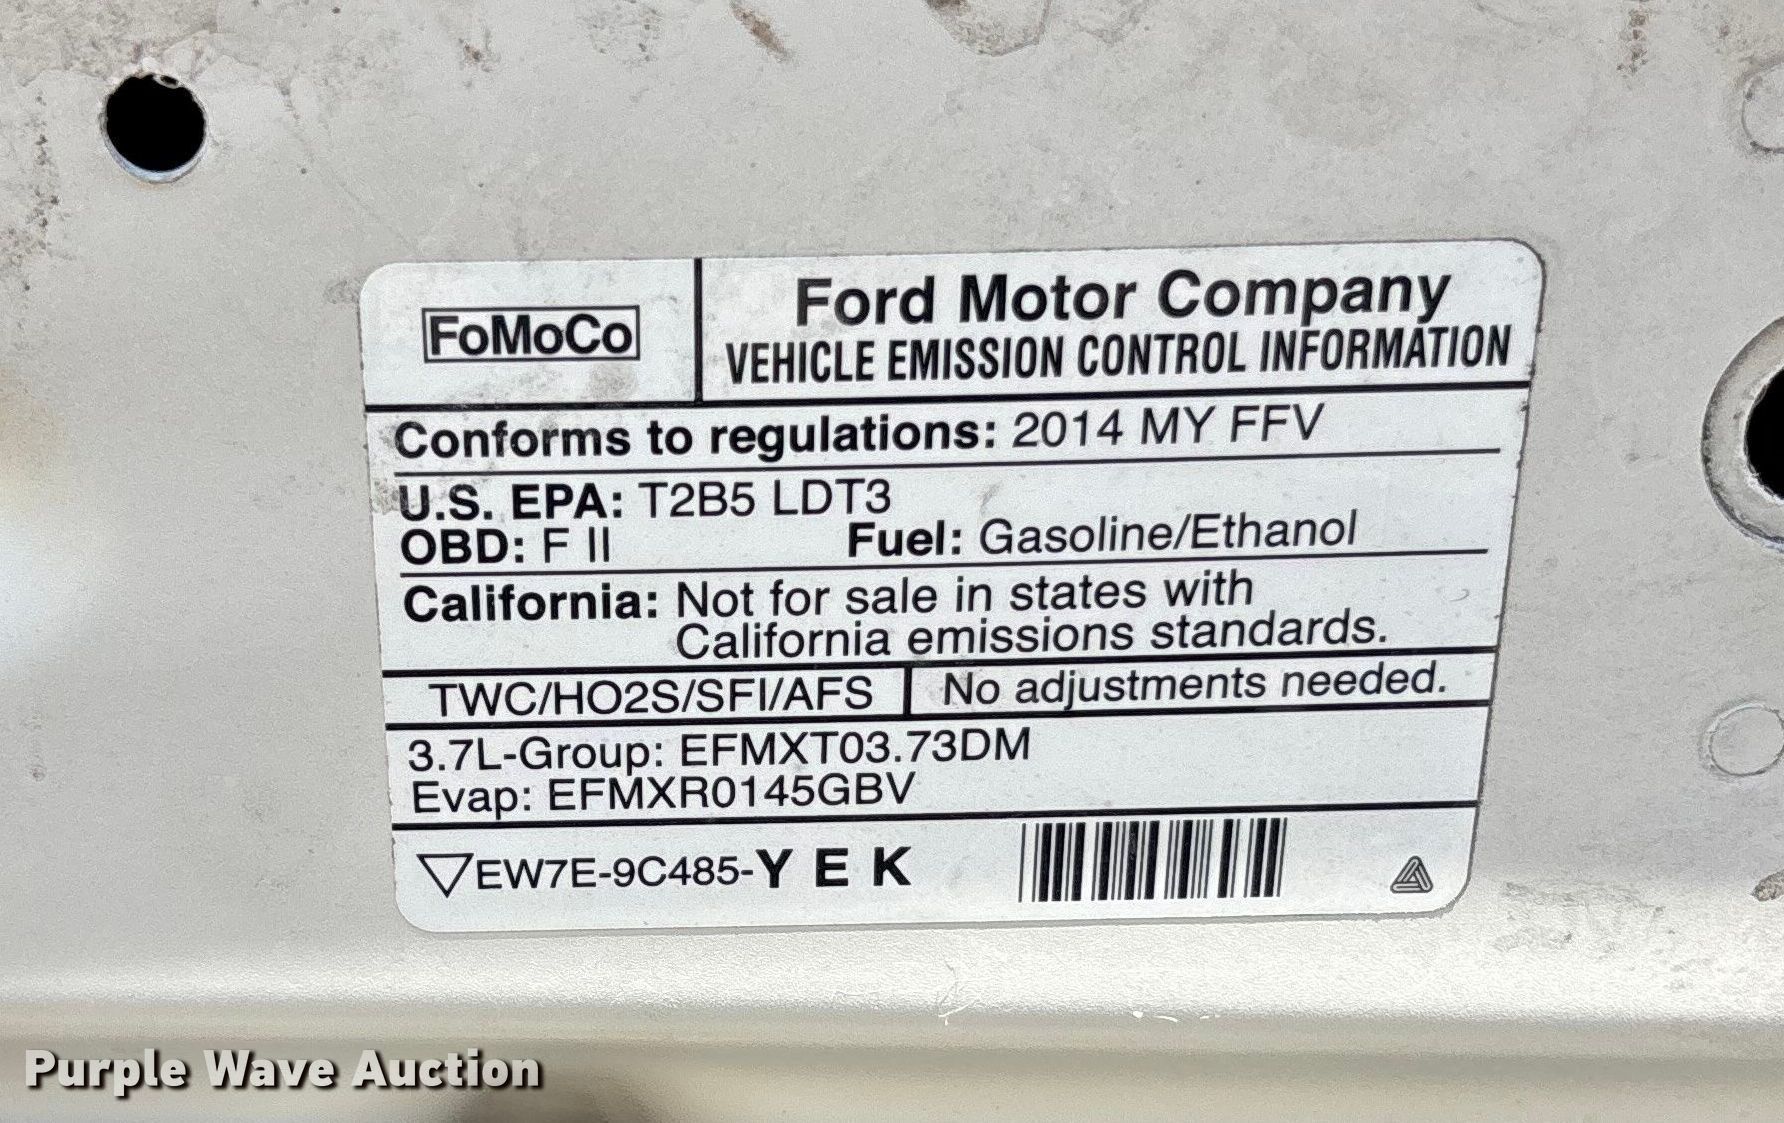 FoMoCo
Ford Motor Company
VEHICLE EMISSION CONTROL INFORMATION
Conforms to regulations: 2014 MY FFV
U.S. EPA: T2B5 LDT3
OBD: F II Fuel: Gasoline/Ethanol
California: Not for sale in states with
California emissions standards.
TWC/HO2S/SFI/AFS No adjustments needed.
3.7L-Group: EFMXT03.73DM
Evap: EFMXR0145GBV
EW7E-9C485-Y E K
Purple Wave Auction